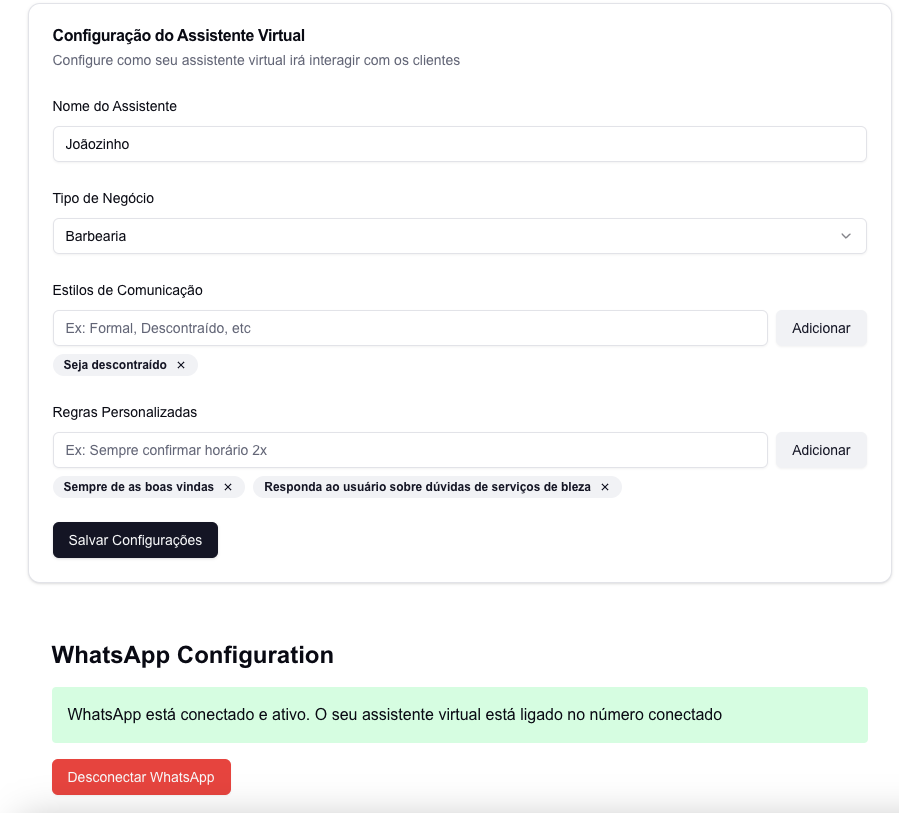 Configuração do Assistente Virtual
Configure como seu assistente virtual irá interagir com os clientes
Nome do Assistente
Joãozinho
Tipo de Negócio
Barbearia
Estilos de Comunicação
Ex: Formal, Descontraído, etc
Adicionar
Seja descontraído ×
Regras Personalizadas
Ex: Sempre confirmar horário 2x
Adicionar
Sempre de as boas vindas × Responda ao usuário sobre dúvidas de serviços de bleza ×
Salvar Configurações
WhatsApp Configuration
WhatsApp está conectado e ativo. O seu assistente virtual está ligado no número conectado
Desconectar WhatsApp